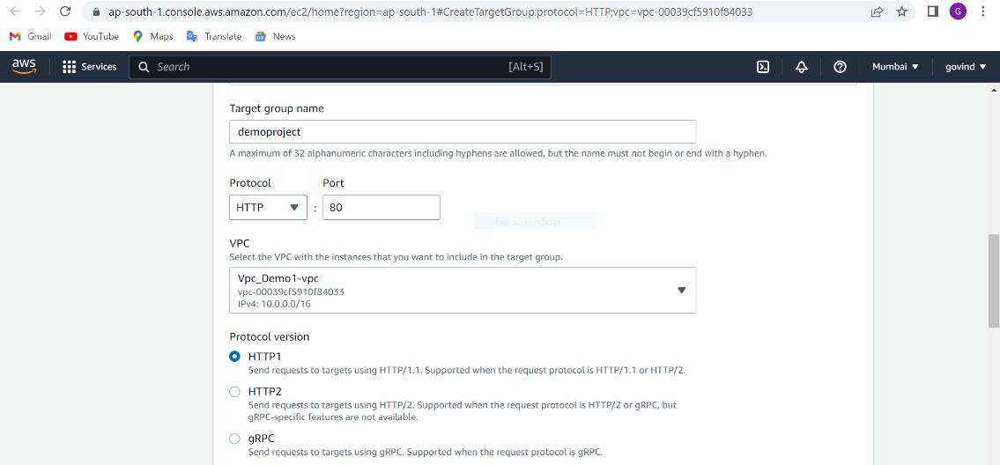 ap-south-1.console.aws.amazon.com/ec2/home?region=ap-south-1#CreateTargetGroup:protocol=HTTP;vpc=vpc-00039cf5910f84033
G
Gmail YouTube Maps Translate News
aws Services Search [Alt+S] Mumbai govind
Target group name
demoproject
A maximum of 32 alphanumeric characters including hyphens are allowed, but the name must not begin or end with a hyphen.
Protocol Port
HTTP : 80
Full-screen Snip
VPC
Select the VPC with the instances that you want to include in the target group.
Vpc_Demo1-vpc
vpc-00039cf5910f84033
IPv4: 10.0.0.0/16
Protocol version
HTTP1
Send requests to targets using HTTP/1.1. Supported when the request protocol is HTTP/1.1 or HTTP/2.
HTTP2
Send requests to targets using HTTP/2. Supported when the request protocol is HTTP/2 or gRPC, but
gRPC-specific features are not available.
gRPC
Send requests to targets using gRPC. Supported when the request protocol is gRPC.